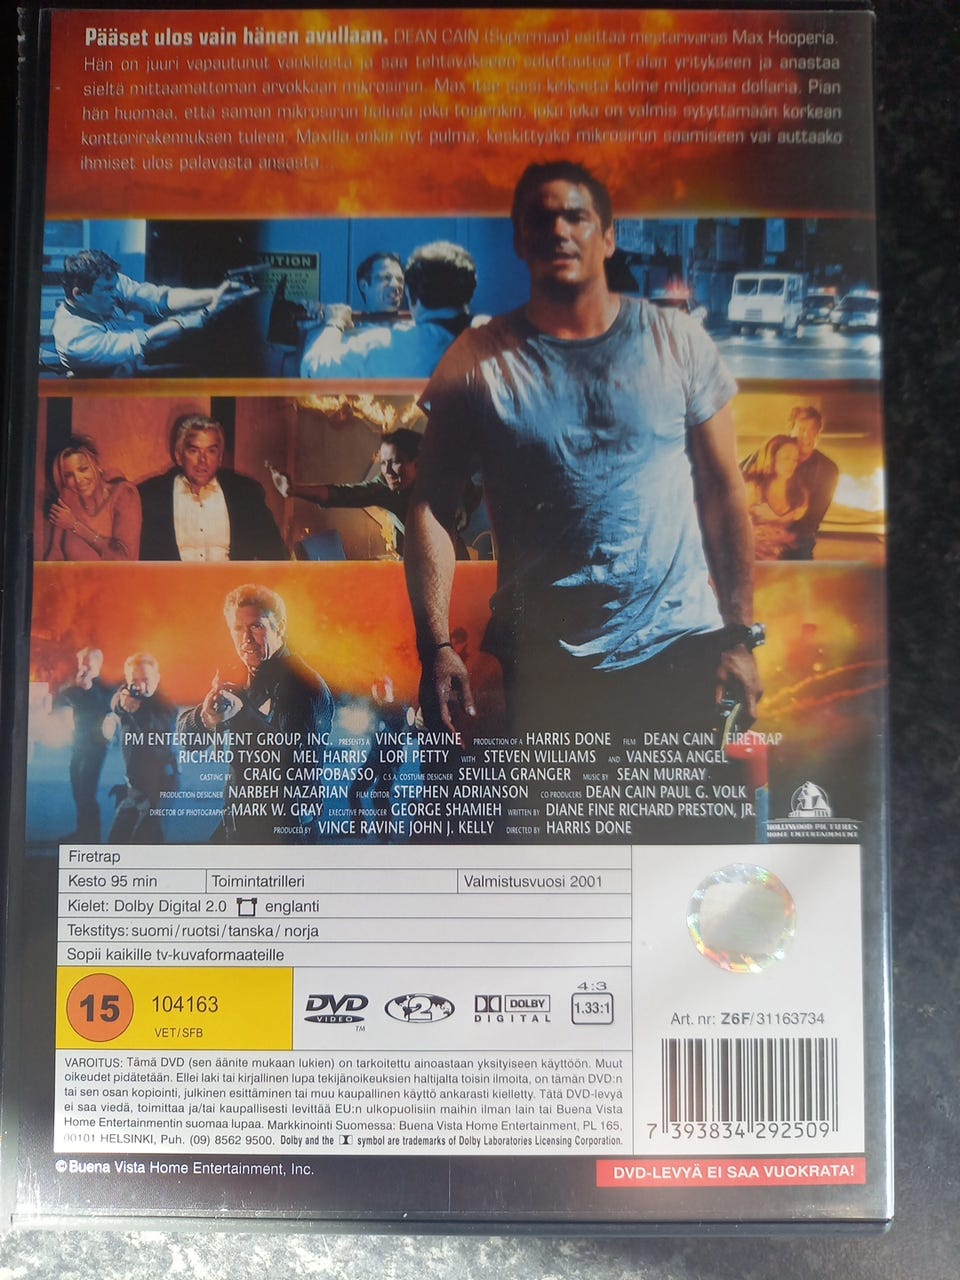 Pääset ulos vain hänen avullaan. DEAN CAIN (Superman) esittää mestarivaras Max Hooperia.
Hän on juuri vapautunut vankilasta ja saa tehtäväkseen soluttautua IT-alan yritykseen ja anastaa
sieltä mittaamattoman arvokkaan mikrosirun. Max itse saisi keikasta kolme miljoonaa dollaria. Pian
hän huomaa, että saman mikrosirun haluaa joku toinenkin, joku joka on valmis sytyttämään korkean
konttorirakennuksen tuleen. Maxilla onkin nyt pulma, keskittyäkö mikrosirun saamiseen vai auttaako
ihmiset ulos palavasta ansasta...
PM ENTERTAINMENT GROUP, INC. PRESENTS A VINCE RAVINE PRODUCTION OF A HARRIS DONE FILM DEAN CAIN FIRETRAP
RICHARD TYSON MEL HARRIS LORI PETTY WITH STEVEN WILLIAMS AND VANESSA ANGEL
CASTING BY CRAIG CAMPOBASSO, C.S.A. COSTUME DESIGNER SEVILLA GRANGER MUSIC BY SEAN MURRAY
PRODUCTION DESIGNER NARBEH NAZARIAN FILM EDITOR STEPHEN ADRIANSON CO-PRODUCERS DEAN CAIN PAUL G. VOLK
DIRECTOR OF PHOTOGRAPHY MARK W. GRAY EXECUTIVE PRODUCER GEORGE SHAMIEH WRITTEN BY DIANE FINE RICHARD PRESTON, JR.
PRODUCED BY VINCE RAVINE JOHN J. KELLY DIRECTED BY HARRIS DONE
HOLLYWOOD PICTURES
HOME ENTERTAINMENT
Firetrap
Kesto 95 min Toimintatrilleri Valmistusvuosi 2001
Kielet: Dolby Digital 2.0 englanti
Tekstitys: suomi/ruotsi/tanska/norja
Sopii kaikille tv-kuvaformaateille
15 104163
VET/SFB
DVD VIDEO TM
2
DOLBY DIGITAL
4:3
1.33:1
Art. nr: Z6F/31163734
7 393834 292509
VAROITUS: Tämä DVD (sen äänite mukaan lukien) on tarkoitettu ainoastaan yksityiseen käyttöön. Muut
oikeudet pidätetään. Ellei laki tai kirjallinen lupa tekijänoikeuksien haltijalta toisin ilmoita, on tämän DVD:n
tai sen osan kopiointi, julkinen esittäminen tai muu kaupallinen käyttö ankarasti kielletty. Tätä DVD-levyä
ei saa viedä, toimittaa ja/tai kaupallisesti levittää EU:n ulkopuolisiin maihin ilman lain tai Buena Vista
Home Entertainmentin suomaa lupaa. Markkinointi Suomessa: Buena Vista Home Entertainment, PL 165,
00101 HELSINKI, Puh. (09) 8562 9500. Dolby and the symbol are trademarks of Dolby Laboratories Licensing Corporation.
© Buena Vista Home Entertainment, Inc.
DVD-LEVYÄ EI SAA VUOKRATA!